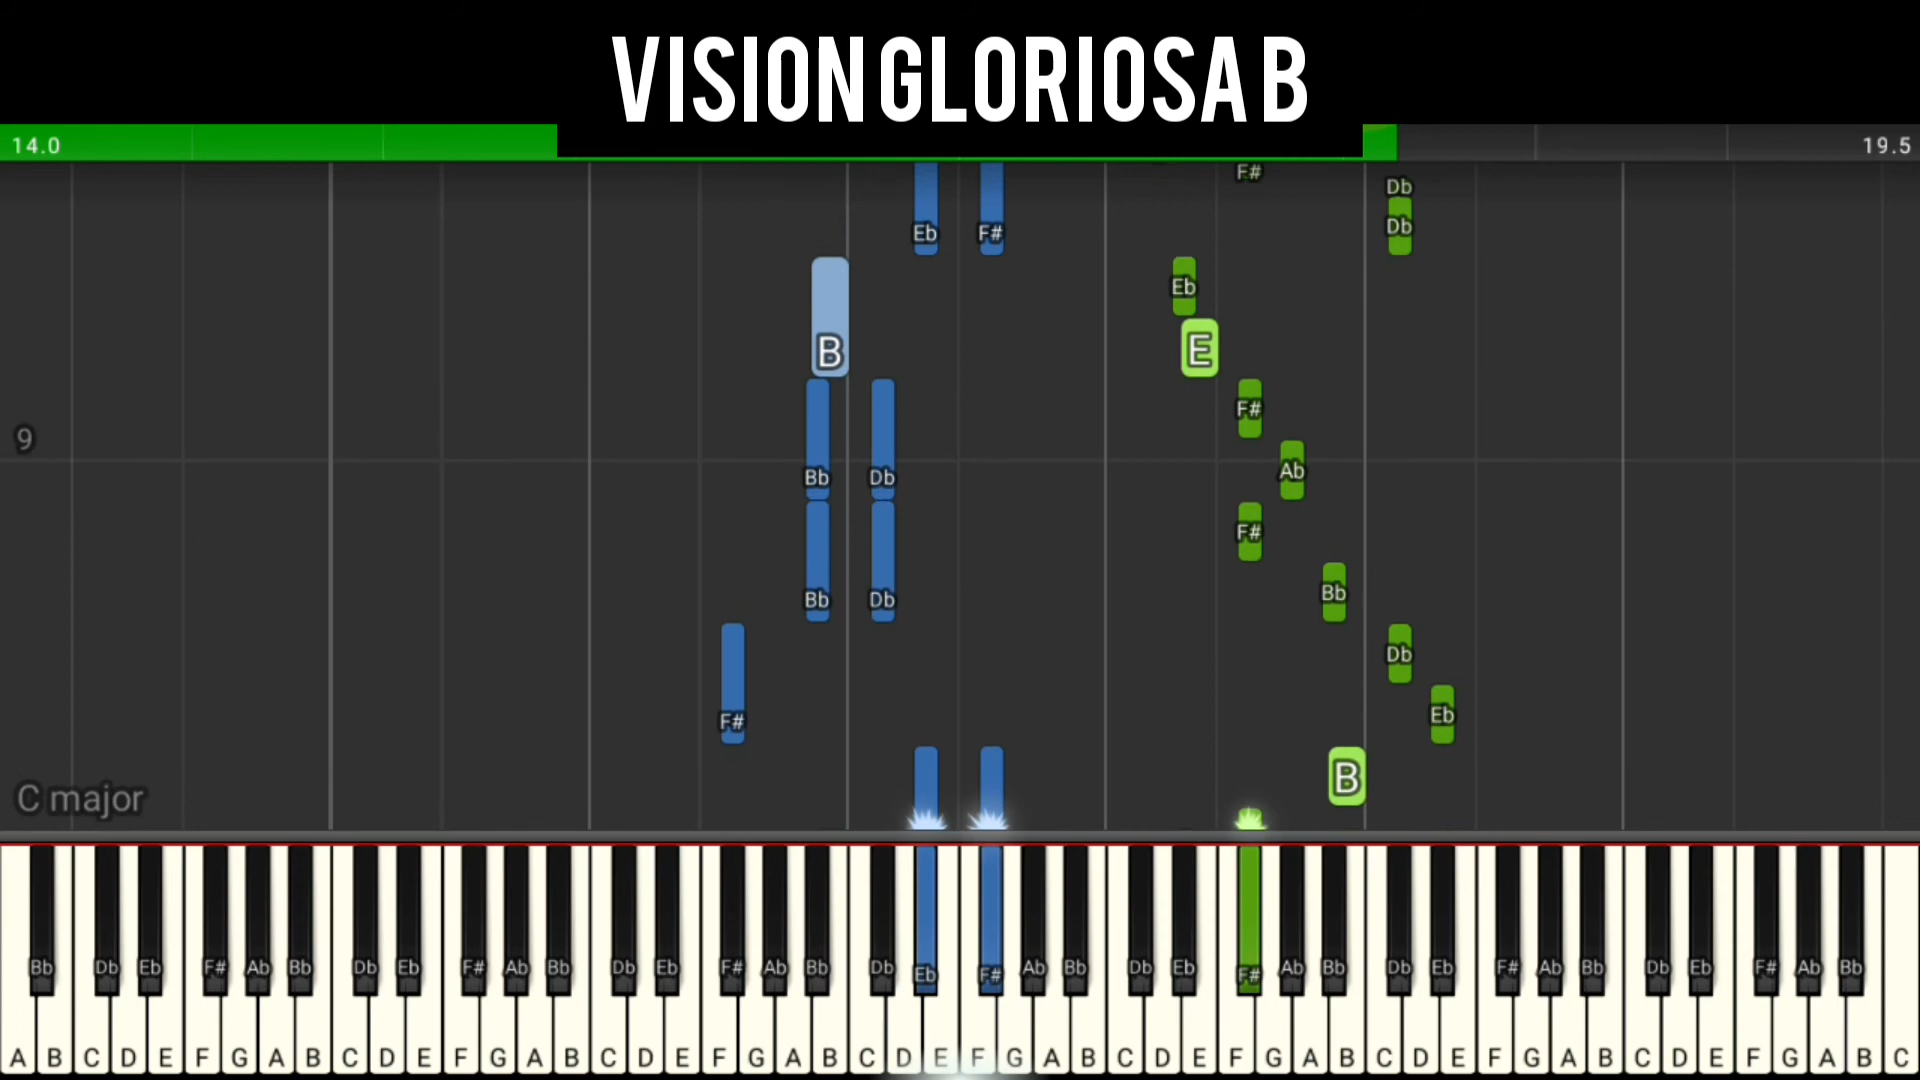 VISION GLORIOSA B
14.0 19.5
F#
Db
Eb F# Db
Eb
B E
F#
9
Ab
Bb Db
F#
Bb Db Bb
Db
F# Eb
B
C major
Bb Db Eb F# Ab Bb Db Eb F# Ab Bb Db Eb F# Ab Bb Db Eb F# Ab Bb Db Eb F# Ab Bb Db Eb F# Ab Bb Db Eb F# Ab Bb
A B C D E F G A B C D E F G A B C D E F G A B C D E F G A B C D E F G A B C D E F G A B C D E F G A B C